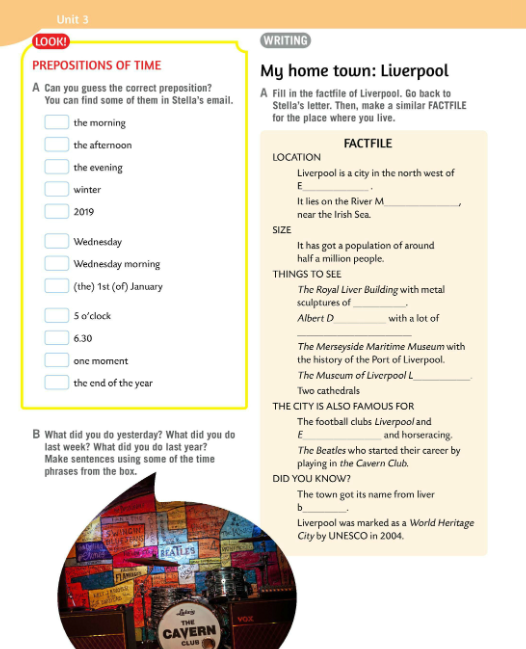 Unit 3
LOOK!
PREPOSITIONS OF TIME
A Can you guess the correct preposition?
You can find some of them in Stella's email.
the morning
the afternoon
the evening
winter
2019
Wednesday
Wednesday morning
(the) 1st (of) January
5 o'clock
6.30
one moment
the end of the year
B What did you do yesterday? What did you do
last week? What did you do last year?
Make sentences using some of the time
phrases from the box.
BEATLES
Ludwig
THE
CAVERN
CLUB
VOX
WRITING
My home town: Liverpool
A Fill in the factfile of Liverpool. Go back to
Stella's letter. Then, make a similar FACTFILE
for the place where you live.
FACTFILE
LOCATION
Liverpool is a city in the north west of
E______________ .
It lies on the River M________________,
near the Irish Sea.
SIZE
It has got a population of around
half a million people.
THINGS TO SEE
The Royal Liver Building with metal
sculptures of ___________.
Albert D___________ with a lot of
________________________
The Merseyside Maritime Museum with
the history of the Port of Liverpool.
The Museum of Liverpool L____________.
Two cathedrals
THE CITY IS ALSO FAMOUS FOR
The football clubs Liverpool and
E________________ and horseracing.
The Beatles who started their career by
playing in the Cavern Club.
DID YOU KNOW?
The town got its name from liver
b_________.
Liverpool was marked as a World Heritage
City by UNESCO in 2004.